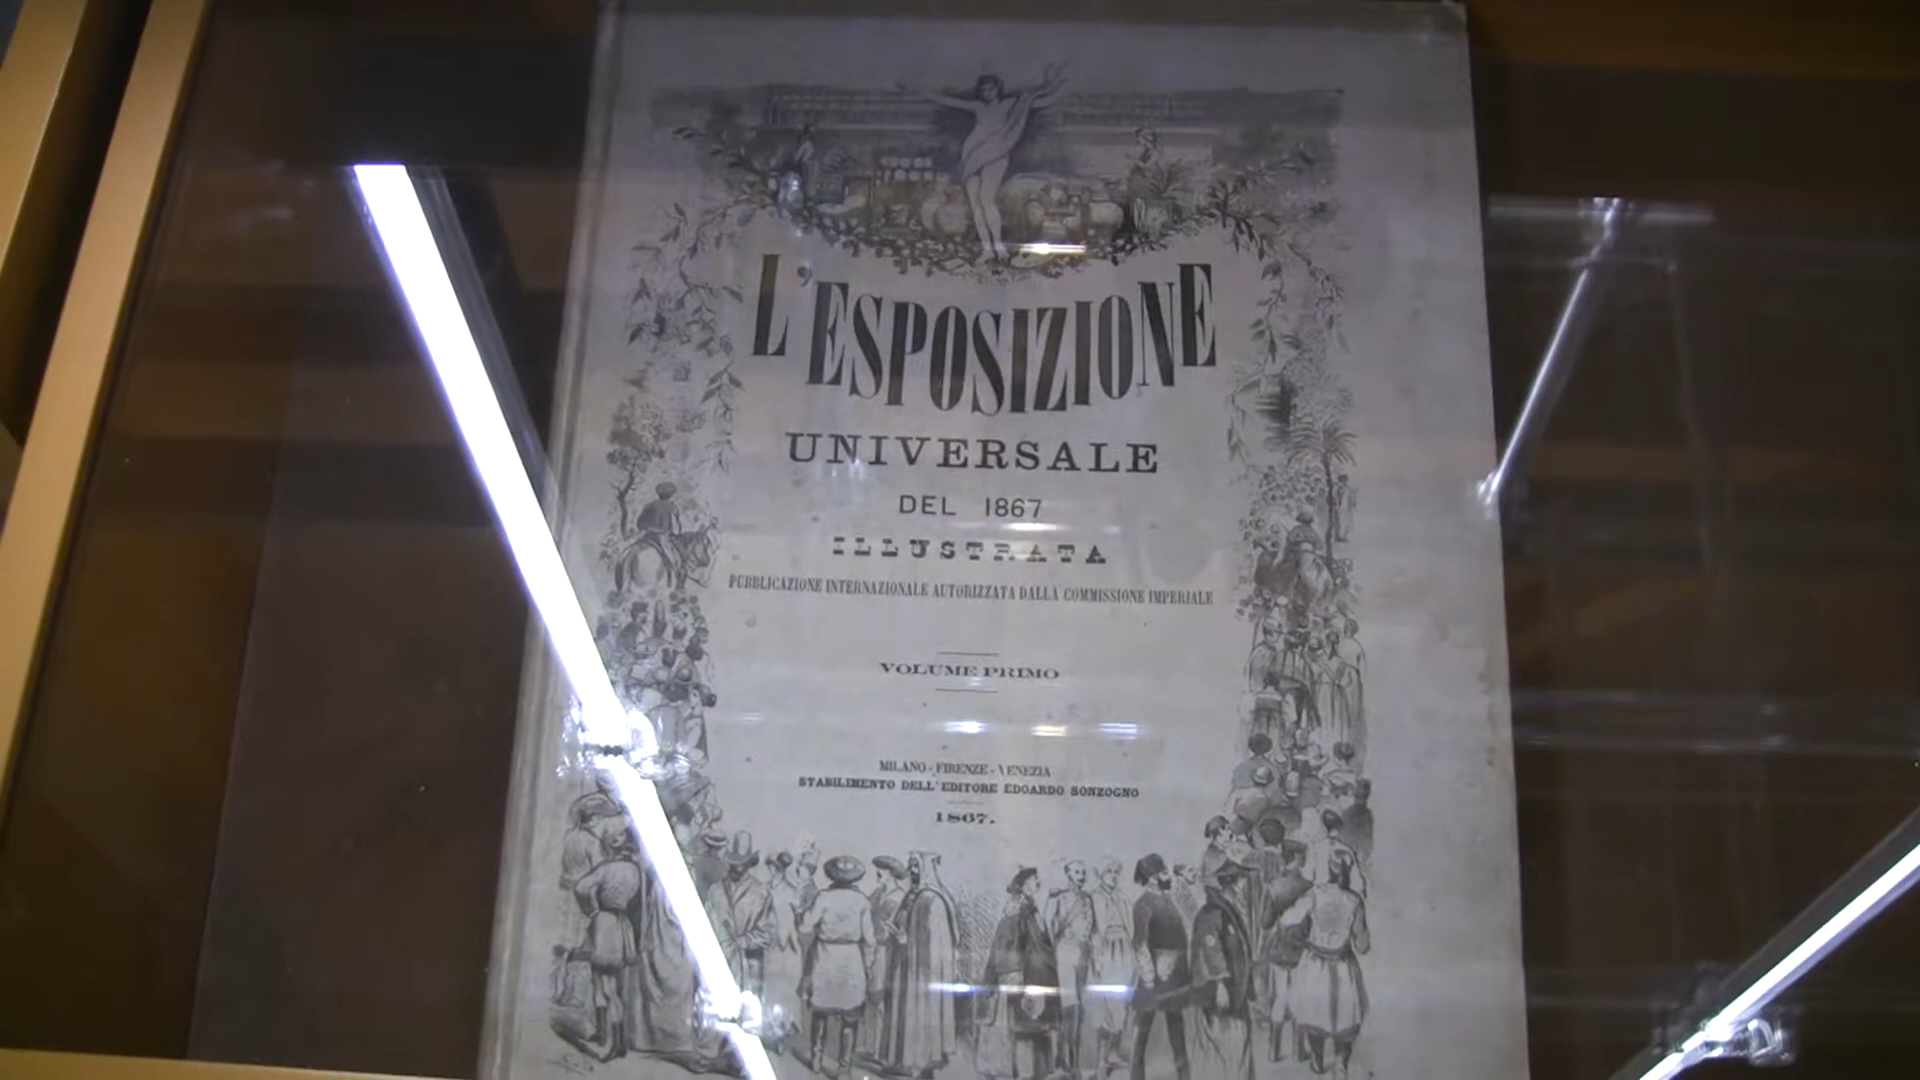 L'ESPOSIZIONE
UNIVERSALE
DEL 1867
ILLUSTRATA
PUBBLICAZIONE INTERNAZIONALE AUTORIZZATA DALLA COMMISSIONE IMPERIALE
VOLUME PRIMO
MILANO - FIRENZE - VENEZIA
STABILIMENTO DELL' EDITORE EDOARDO SONZOGNO
1867.